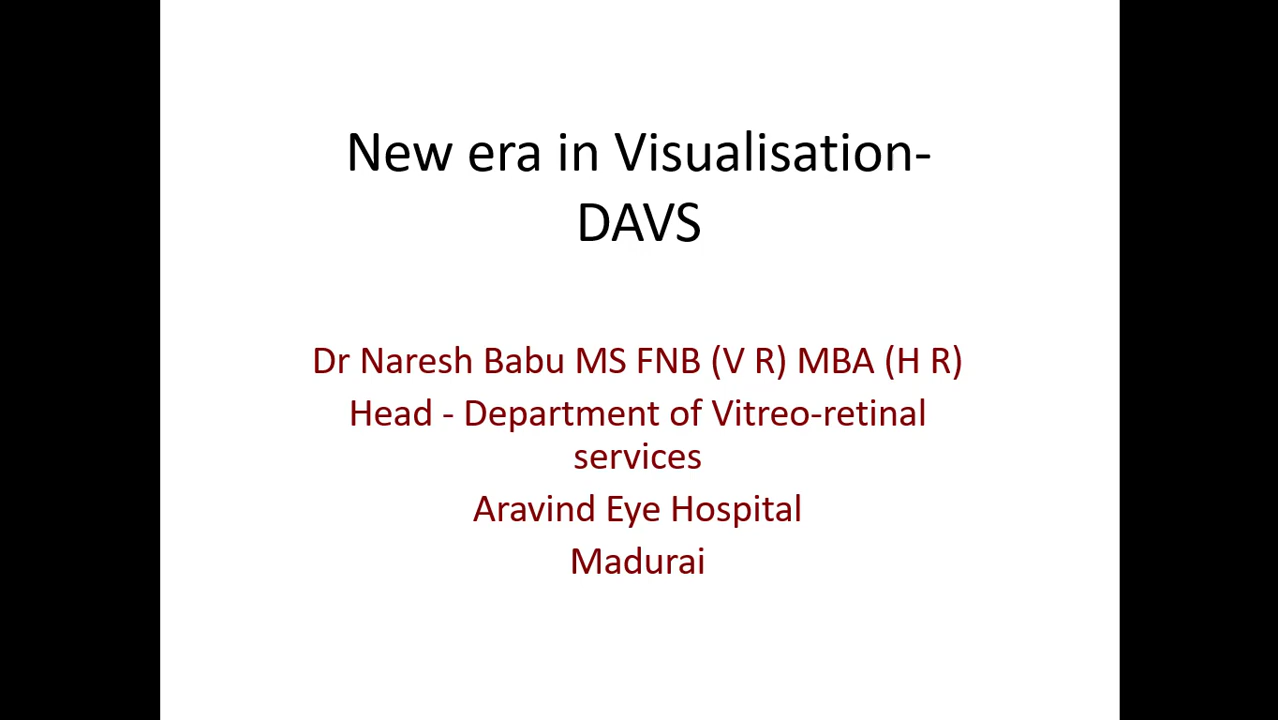 New era in Visualisation-
DAVS
Dr Naresh Babu MS FNB (V R) MBA (H R)
Head - Department of Vitreo-retinal
services
Aravind Eye Hospital
Madurai